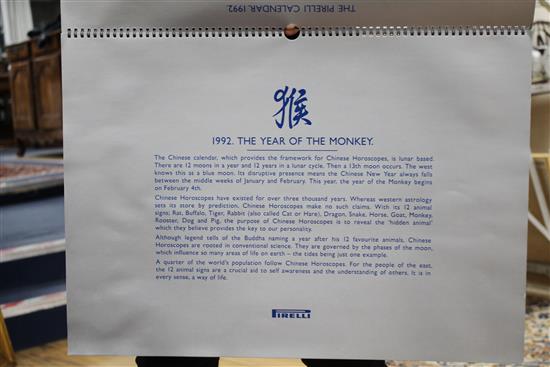 THE PIRELLI CALENDAR. 1992.
猴
1992. THE YEAR OF THE MONKEY.
The Chinese calendar, which provides the framework for Chinese Horoscopes, is lunar based.
There are 12 moons in a year and 12 years in a lunar cycle. Then a 13th moon occurs. The west
knows this as a blue moon. Its disruptive presence means the Chinese New Year always falls
between the middle weeks of January and February. This year, the year of the Monkey begins
on February 4th.
Chinese Horoscopes have existed for over three thousand years. Whereas western astrology
sets its store by prediction, Chinese Horoscopes make no such claims. With its 12 animal
signs; Rat, Buffalo, Tiger, Rabbit (also called Cat or Hare), Dragon, Snake, Horse, Goat, Monkey,
Rooster, Dog and Pig, the purpose of Chinese Horoscopes is to reveal the 'hidden animal'
which they believe provides the key to our personality.
Although legend tells of the Buddha naming a year after his 12 favourite animals, Chinese
Horoscopes are rooted in conventional science. They are governed by the phases of the moon,
which influence so many areas of life on earth – the tides being just one example.
A quarter of the world's population follow Chinese Horoscopes. For the people of the east,
the 12 animal signs are a crucial aid to self awareness and the understanding of others. It is in
every sense, a way of life.
PIRELLI